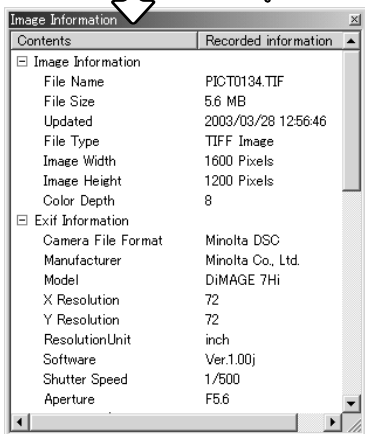 Image Information
Contents Recorded information
Image Information
File Name PICT0134.TIF
File Size 5.6 MB
Updated 2003/03/28 12:56:46
File Type TIFF Image
Image Width 1600 Pixels
Image Height 1200 Pixels
Color Depth 8
Exif Information
Camera File Format Minolta DSC
Manufacturer Minolta Co., Ltd.
Model DiMAGE 7Hi
X Resolution 72
Y Resolution 72
ResolutionUnit inch
Software Ver.1.00j
Shutter Speed 1/500
Aperture F5.6